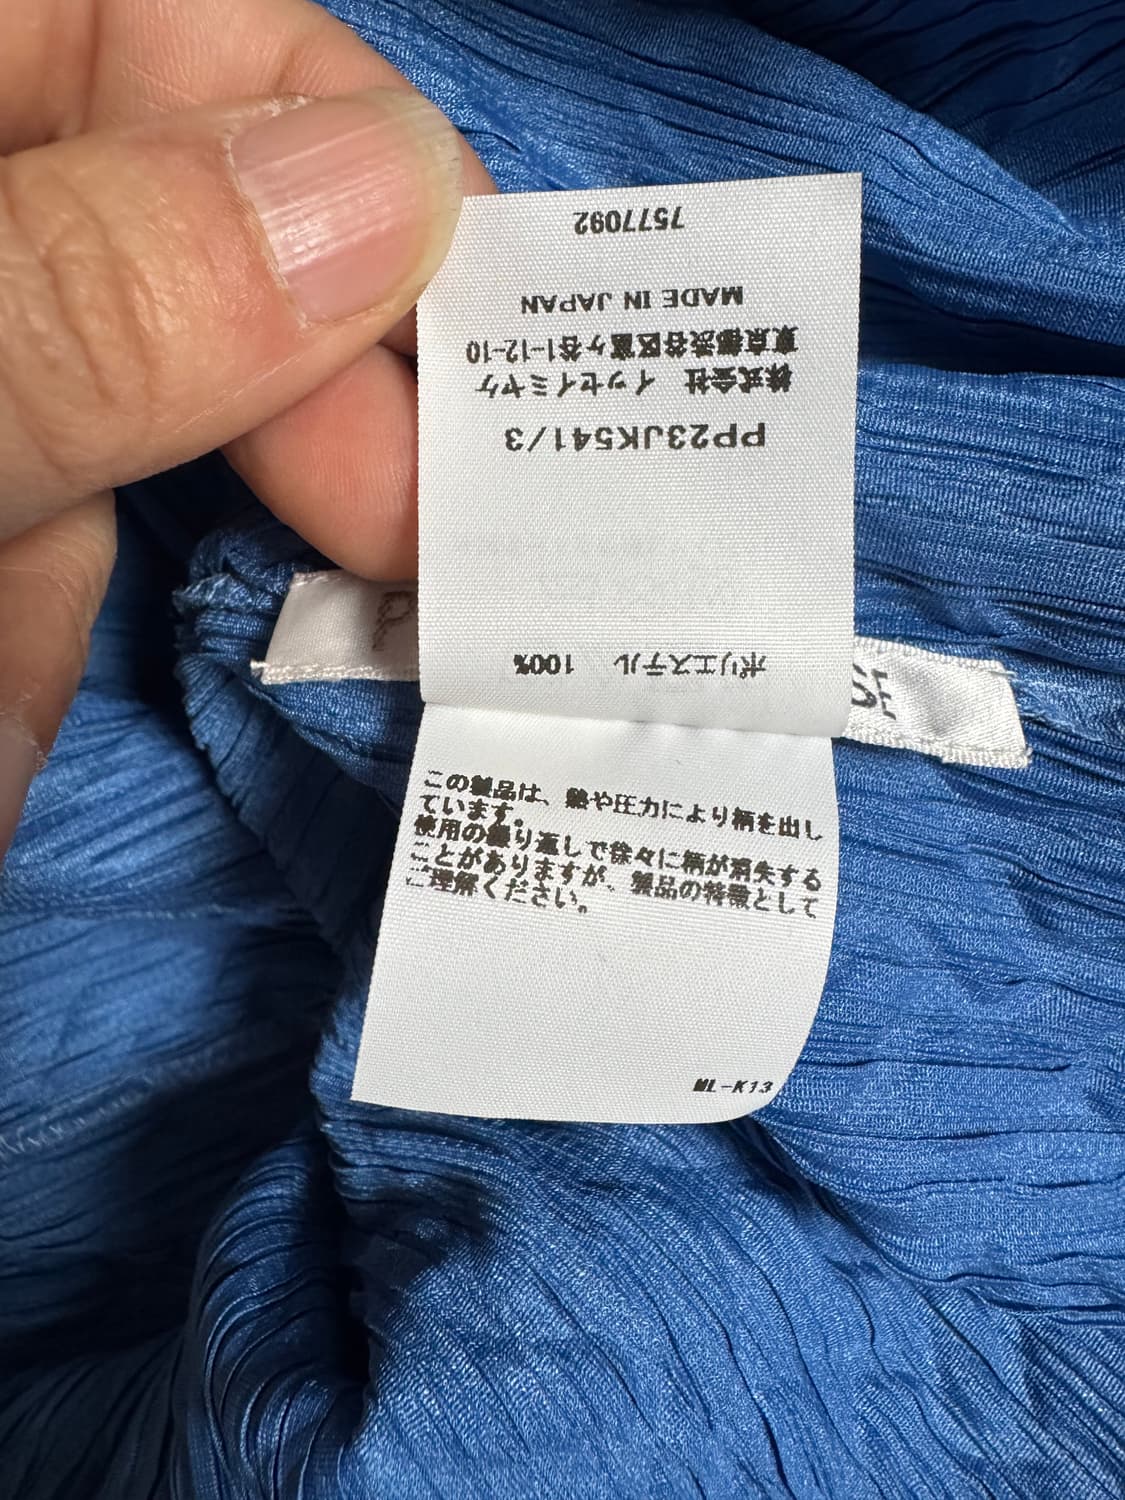 7577092
MADE IN JAPAN
東京都渋谷区富ヶ谷1-12-10
株式会社 イッセイミヤケ
PP23JK541/3
ポリエステル 100%
P
SE
この製品は、熱や圧力により柄を出し
ています。
使用の繰り返しで徐々に柄が消失する
ことがありますが、製品の特徴として
ご理解ください。
ML-K13